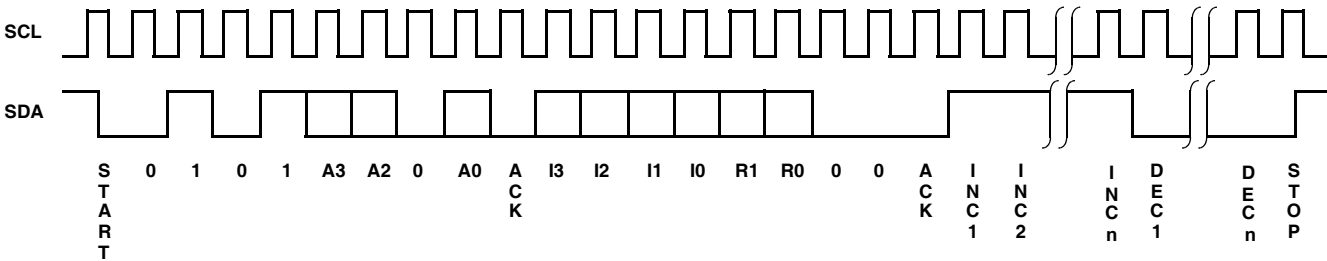 SCL
SDA
START 0 1 0 1 A3 A2 0 A0 ACK I3 I2 I1 I0 R1 R0 0 0 ACK INC1 INC2 INCn DEC1 DECn STOP